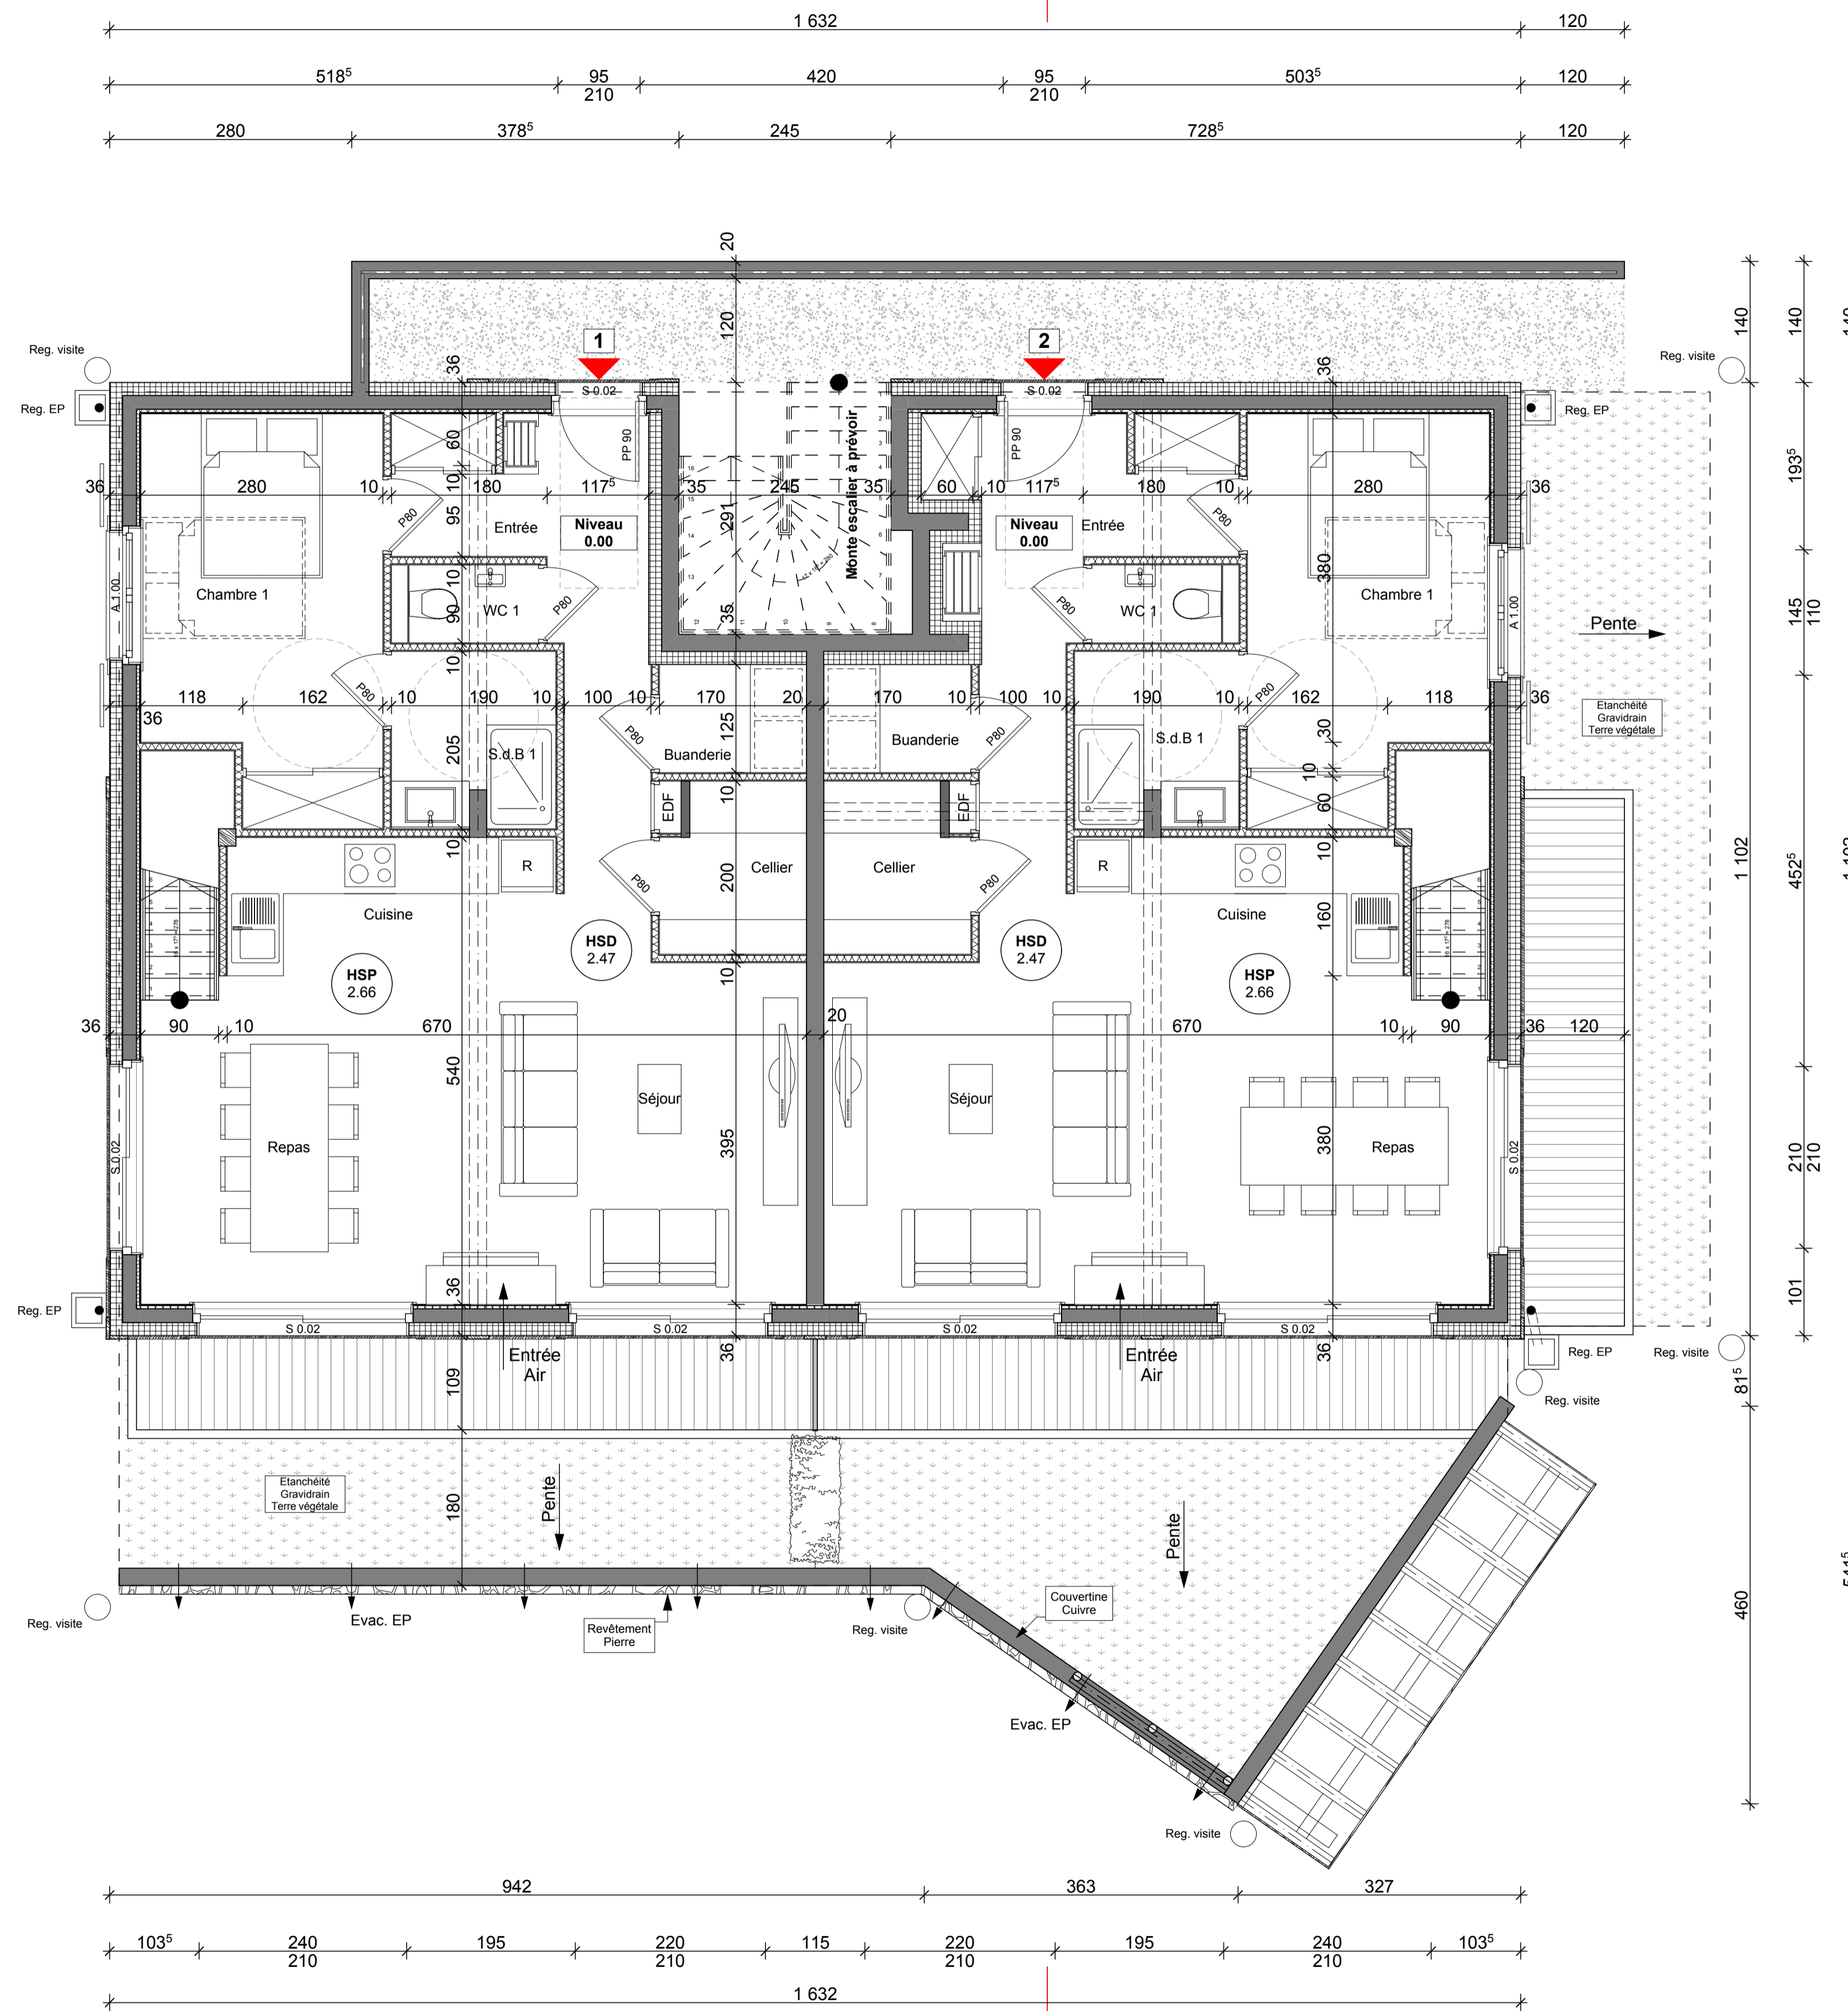 1 632
120
518⁵
95
210
420
95
210
503⁵
120
280
378⁵
245
728⁵
120
20
120
140
140
Reg. visite
1
2
Reg. visite
36
36
S 0.02
S 0.02
Reg. EP
Reg. EP
PP 90
PP 90
Monte escalier à prévoir
60
193⁵
36
280
10
180
117⁵
35
245
35
60
10
117⁵
180
10
280
36
10
95
P80
Entrée
Niveau
0.00
291
Niveau
0.00
Entrée
P80
A 1.00
Chambre 1
10
90
WC 1
P80
35
P80
WC 1
380
Chambre 1
A 1.00
Pente
145
110
10
118
162
10
190
10
100
10
170
20
170
10
100
10
190
10
162
118
36
36
P80
P80
Etanchéité
Gravidrain
Terre végétale
205
S.d.B 1
P80
Buanderie
125
Buanderie
P80
S.d.B 1
30
10
EDF
10
EDF
60
10
R
Cellier
200
Cellier
R
10
1 102
452⁵
P80
P80
Cuisine
Cuisine
160
HSD
2.47
HSD
2.47
HSP
2.66
HSP
2.66
10
36
90
10
670
20
670
10
90
36
120
540
Séjour
Séjour
Repas
395
380
Repas
S 0.02
S 0.02
210
210
36
101
Reg. EP
S 0.02
S 0.02
S 0.02
S 0.02
Entrée
Air
36
Entrée
Air
36
Reg. EP
Reg. visite
109
81⁵
Reg. visite
Etanchéité
Gravidrain
Terre végétale
180
Pente
Pente
Couvertine
Cuivre
460
Reg. visite
Evac. EP
Revêtement
Pierre
Reg. visite
Evac. EP
Reg. visite
942
363
327
103⁵
240
210
195
220
210
115
220
210
195
240
210
103⁵
1 632